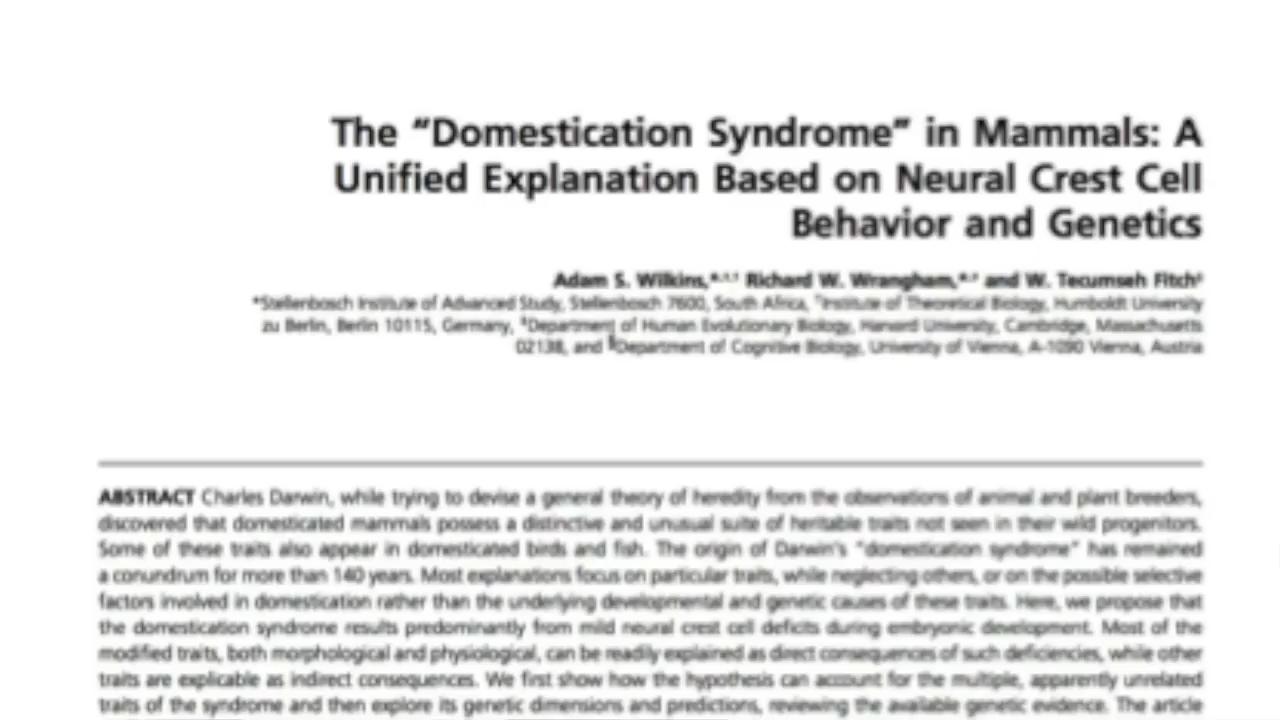 The “Domestication Syndrome” in Mammals: A
Unified Explanation Based on Neural Crest Cell
Behavior and Genetics
Adam S. Wilkins,*,†,1 Richard W. Wrangham,*,‡ and W. Tecumseh Fitch§
*Stellenbosch Institute of Advanced Study, Stellenbosch 7600, South Africa, †Institute of Theoretical Biology, Humboldt University
zu Berlin, Berlin 10115, Germany, ‡Department of Human Evolutionary Biology, Harvard University, Cambridge, Massachusetts
02138, and §Department of Cognitive Biology, University of Vienna, A-1090 Vienna, Austria
ABSTRACT Charles Darwin, while trying to devise a general theory of heredity from the observations of animal and plant breeders,
discovered that domesticated mammals possess a distinctive and unusual suite of heritable traits not seen in their wild progenitors.
Some of these traits also appear in domesticated birds and fish. The origin of Darwin’s “domestication syndrome” has remained
a conundrum for more than 140 years. Most explanations focus on particular traits, while neglecting others, or on the possible selective
factors involved in domestication rather than the underlying developmental and genetic causes of these traits. Here, we propose that
the domestication syndrome results predominantly from mild neural crest cell deficits during embryonic development. Most of the
modified traits, both morphological and physiological, can be readily explained as direct consequences of such deficiencies, while other
traits are explicable as indirect consequences. We first show how the hypothesis can account for the multiple, apparently unrelated
traits of the syndrome and then explore its genetic dimensions and predictions, reviewing the available genetic evidence. The article